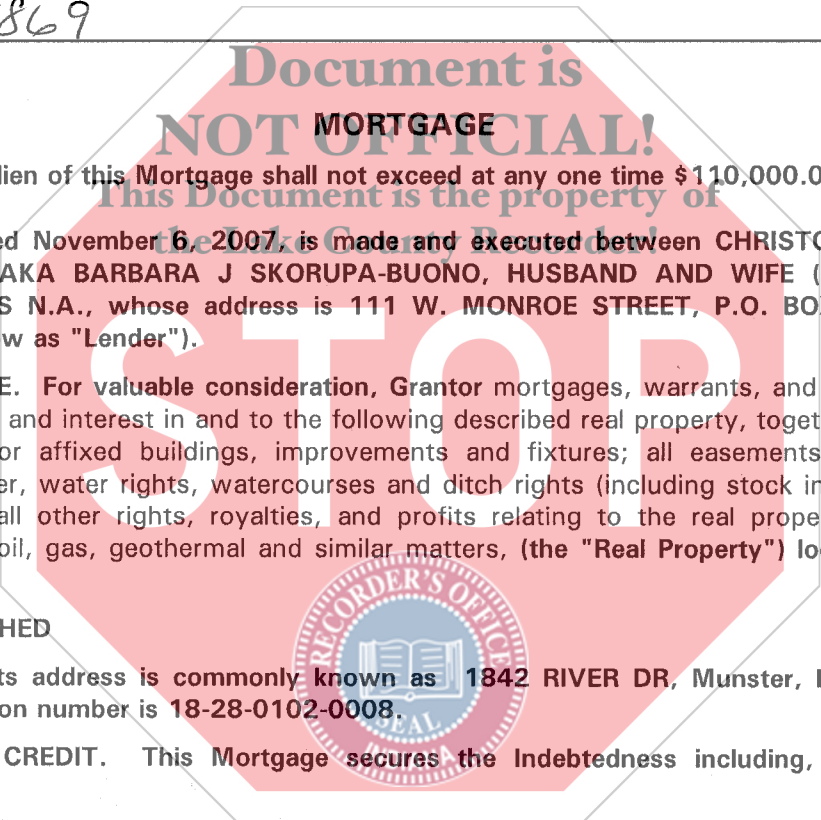 869
Document is
NOT OFFICIAL!
MORTGAGE
lien of this Mortgage shall not exceed at any one time $110,000.0
This Document is the property of
the Lake County Recorder!
ed November 6, 2007, is made and executed between CHRISTO
AKA BARBARA J SKORUPA-BUONO, HUSBAND AND WIFE (
S N.A., whose address is 111 W. MONROE STREET, P.O. BO
w as "Lender").
E. For valuable consideration, Grantor mortgages, warrants, and
and interest in and to the following described real property, toget
or affixed buildings, improvements and fixtures; all easements
er, water rights, watercourses and ditch rights (including stock in
all other rights, royalties, and profits relating to the real prope
oil, gas, geothermal and similar matters, (the "Real Property") lo
STOP
RECORDER'S OFFICE
SEAL
INDIANA
HED
ts address is commonly known as 1842 RIVER DR, Munster, I
on number is 18-28-0102-0008.
CREDIT. This Mortgage secures the Indebtedness including,